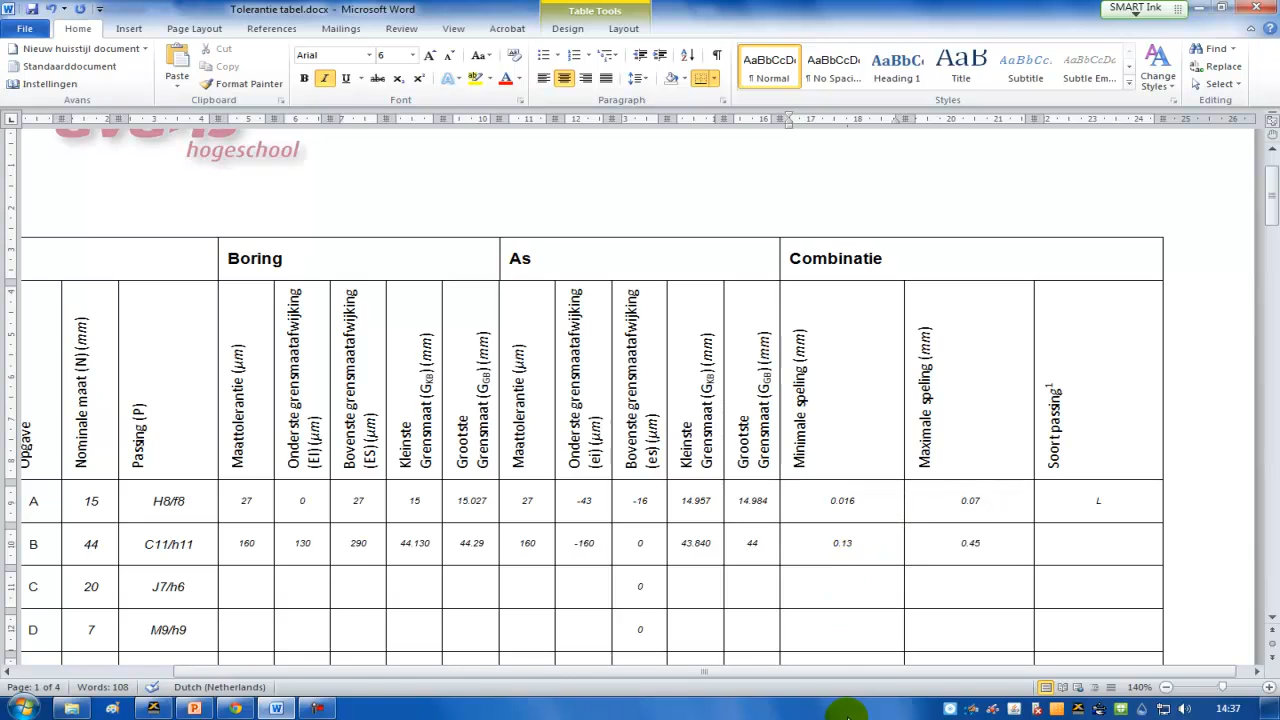 Tolerantie tabel.docx - Microsoft Word
Table Tools
SMART Ink
File Home Insert Page Layout References Mailings Review View Acrobat Design Layout
Nieuw huisstijl document
Standaarddocument
Instellingen
Avans
Paste
Cut
Copy
Format Painter
Clipboard
Arial 6
Font
Paragraph
AaBbCcDc AaBbCcDc AaBbC AaB AaBbCc. AaBbCcDc
¶ Normal ¶ No Spaci... Heading 1 Title Subtitle Subtle Em...
Change
Styles
Styles
Find
Replace
Select
Editing
hogeschool
Boring As Combinatie
Opgave
Nominale maat (N) (mm)
Passing (P)
Maattolerantie (μm)
Onderste grensmaatafwijking
(EI) (μm)
Bovenste grensmaatafwijking
(ES) (μm)
Kleinste
Grensmaat (GKB) (mm)
Grootste
Grensmaat (GGB) (mm)
Maattolerantie (μm)
Onderste grensmaatafwijking
(ei) (μm)
Bovenste grensmaatafwijking
(es) (μm)
Kleinste
Grensmaat (GKB) (mm)
Grootste
Grensmaat (GGB) (mm)
Minimale speling (mm)
Maximale speling (mm)
Soort passing1
A 15 H8/f8 27 0 27 15 15.027 27 -43 -16 14.957 14.984 0.016 0.07 L
B 44 C11/h11 160 130 290 44.130 44.29 160 -160 0 43.840 44 0.13 0.45
C 20 J7/h6 0
D 7 M9/h9 0
Page: 1 of 4 Words: 108 Dutch (Netherlands) 140%
14:37